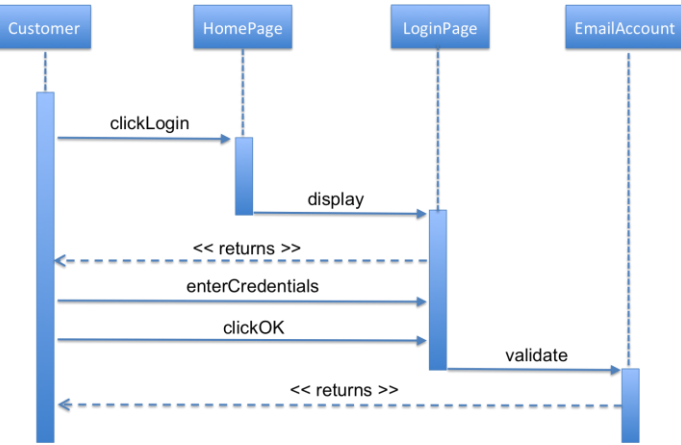 Customer
HomePage
LoginPage
EmailAccount
clickLogin
display
<< returns >>
enterCredentials
clickOK
validate
<< returns >>